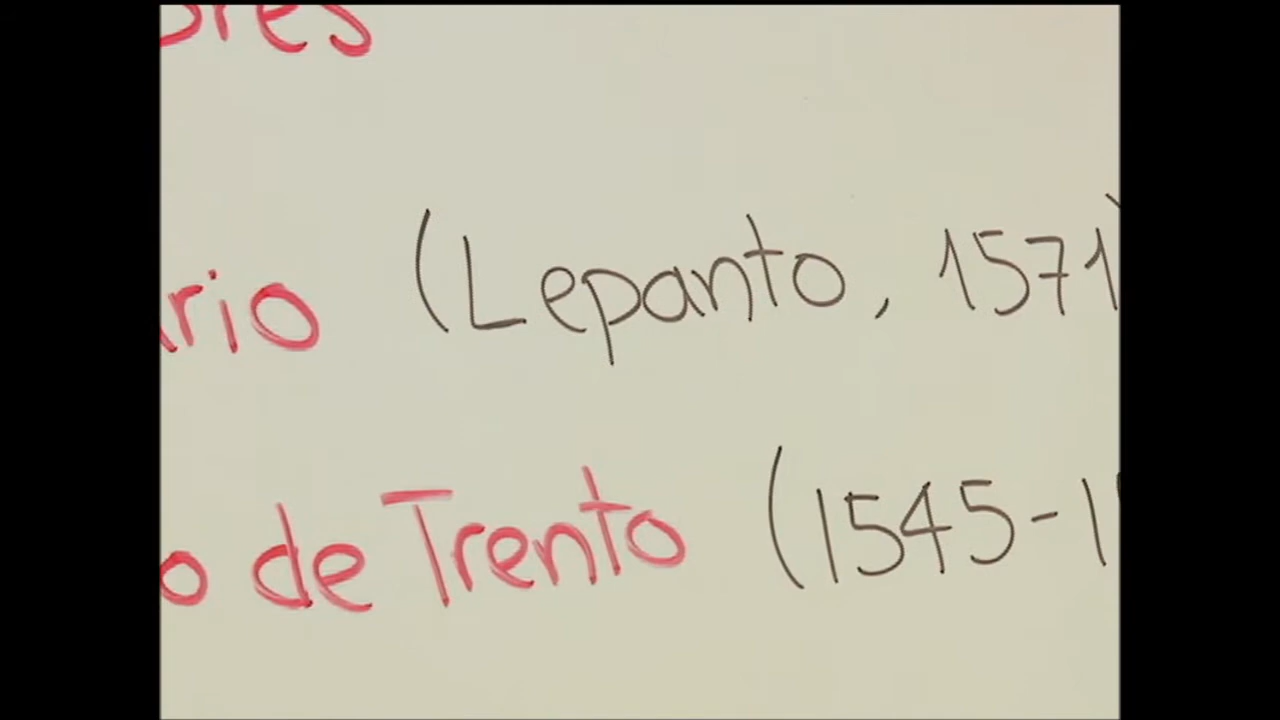 ores
ario (Lepanto, 1571)
o de Trento (1545-1